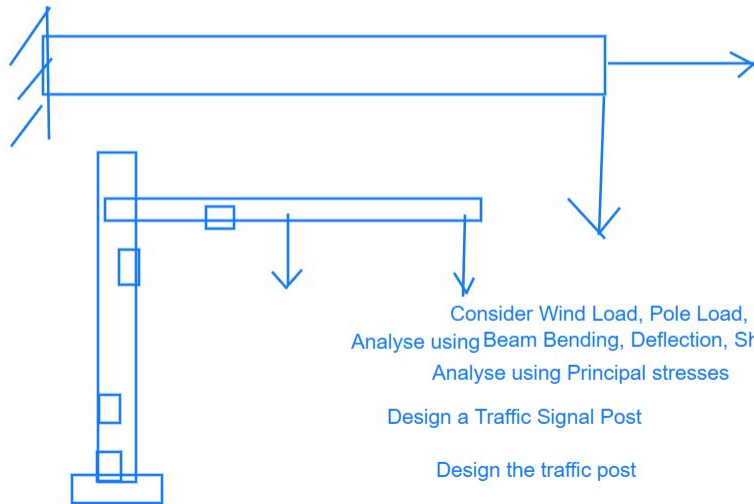 Consider Wind Load, Pole Load,
Analyse using Beam Bending, Deflection,
Analyse using Principal stresses
Design a Traffic Signal Post
Design the traffic post